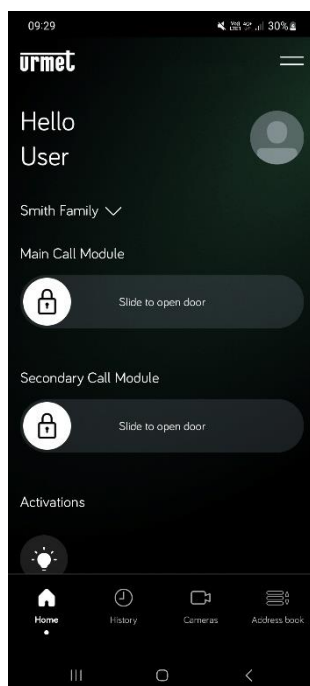 09:29
30%
urmet
Hello
User
Smith Family
Main Call Module
Slide to open door
Secondary Call Module
Slide to open door
Activations
Home History Cameras Address book